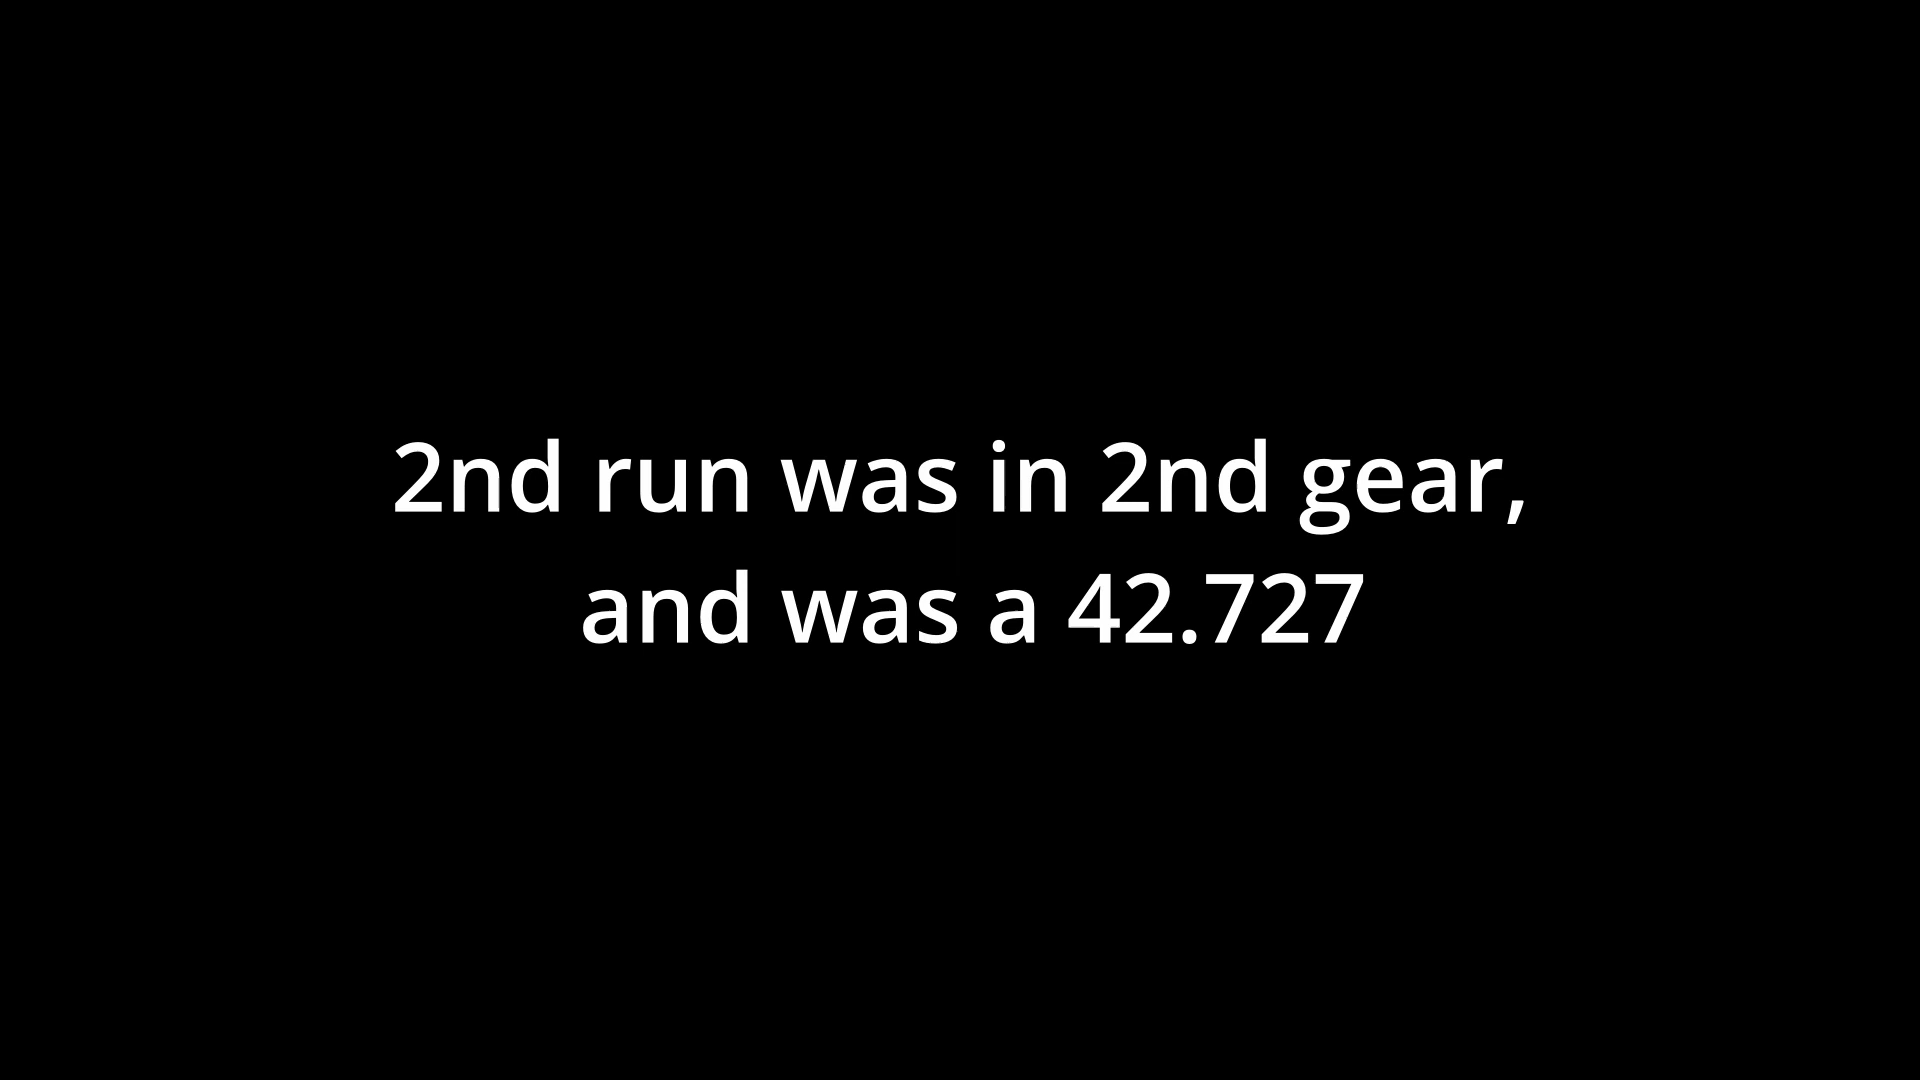 2nd run was in 2nd gear,
and was a 42.727